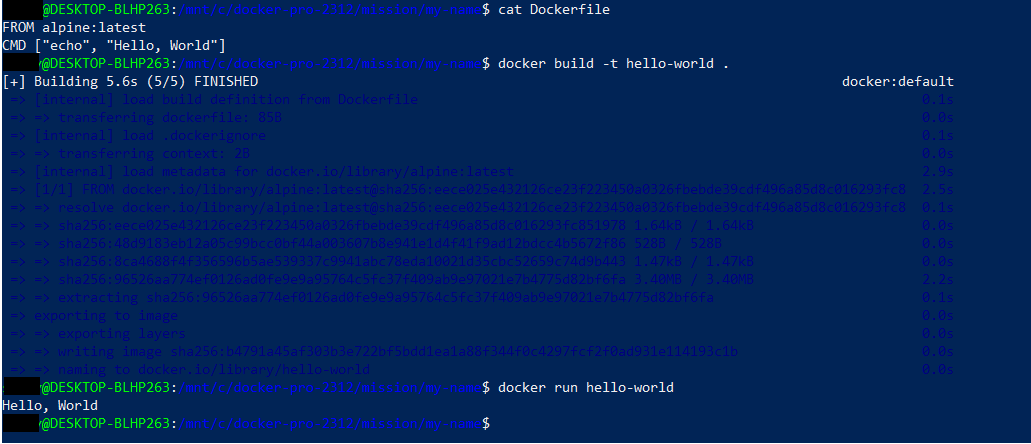 @DESKTOP-BLHP263:/mnt/c/docker-pro-2312/mission/my-name$ cat Dockerfile
FROM alpine:latest
CMD ["echo", "Hello, World"]
@DESKTOP-BLHP263:/mnt/c/docker-pro-2312/mission/my-name$ docker build -t hello-world .
[+] Building 5.6s (5/5) FINISHED docker:default
=> [internal] load build definition from Dockerfile 0.1s
=> => transferring dockerfile: 85B 0.0s
=> [internal] load .dockerignore 0.1s
=> => transferring context: 2B 0.0s
=> [internal] load metadata for docker.io/library/alpine:latest 2.9s
=> [1/1] FROM docker.io/library/alpine:latest@sha256:eece025e432126ce23f223450a0326fbebde39cdf496a85d8c016293fc8 2.5s
=> => resolve docker.io/library/alpine:latest@sha256:eece025e432126ce23f223450a0326fbebde39cdf496a85d8c016293fc8 0.1s
=> => sha256:eece025e432126ce23f223450a0326fbebde39cdf496a85d8c016293fc851978 1.64kB / 1.64kB 0.0s
=> => sha256:48d9183eb12a05c99bcc0bf44a003607b8e941e1d4f41f9ad12bdcc4b5672f86 528B / 528B 0.0s
=> => sha256:8ca4688f4f356596b5ae539337c9941abc78eda10021d35cbc52659c74d9b443 1.47kB / 1.47kB 0.0s
=> => sha256:96526aa774ef0126ad0fe9e9a95764c5fc37f409ab9e97021e7b4775d82bf6fa 3.40MB / 3.40MB 2.2s
=> => extracting sha256:96526aa774ef0126ad0fe9e9a95764c5fc37f409ab9e97021e7b4775d82bf6fa 0.1s
=> exporting to image 0.0s
=> => exporting layers 0.0s
=> => writing image sha256:b4791a45af303b3e722bf5bdd1ea1a88f344f0c4297fcf2f0ad931e114193c1b 0.0s
=> => naming to docker.io/library/hello-world 0.0s
@DESKTOP-BLHP263:/mnt/c/docker-pro-2312/mission/my-name$ docker run hello-world
Hello, World
@DESKTOP-BLHP263:/mnt/c/docker-pro-2312/mission/my-name$